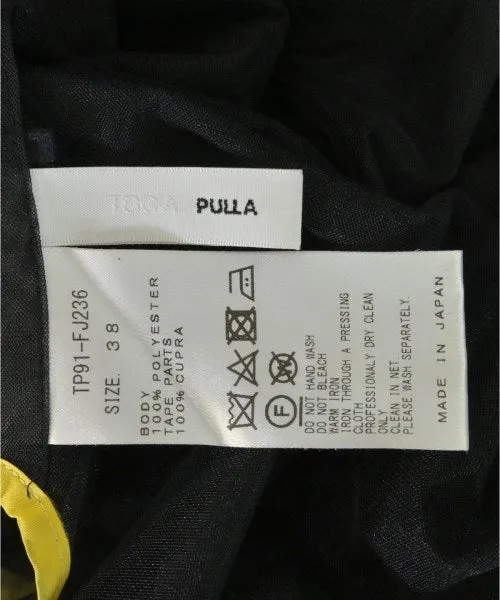 TOGA PULLA
TP91-FJ236
SIZE. 38
BODY
100% POLYESTER
TAPE PARTS
100% CUPRA
F
W
DO NOT HAND WASH
DO NOT BLEACH
WARM IRON
IRON THROUGH A PRESSING
CLOTH
PROFESSIONALY DRY CLEAN
ONLY
CLEAN IN NET
PLEASE WASH SEPARATELY.
MADE IN JAPAN